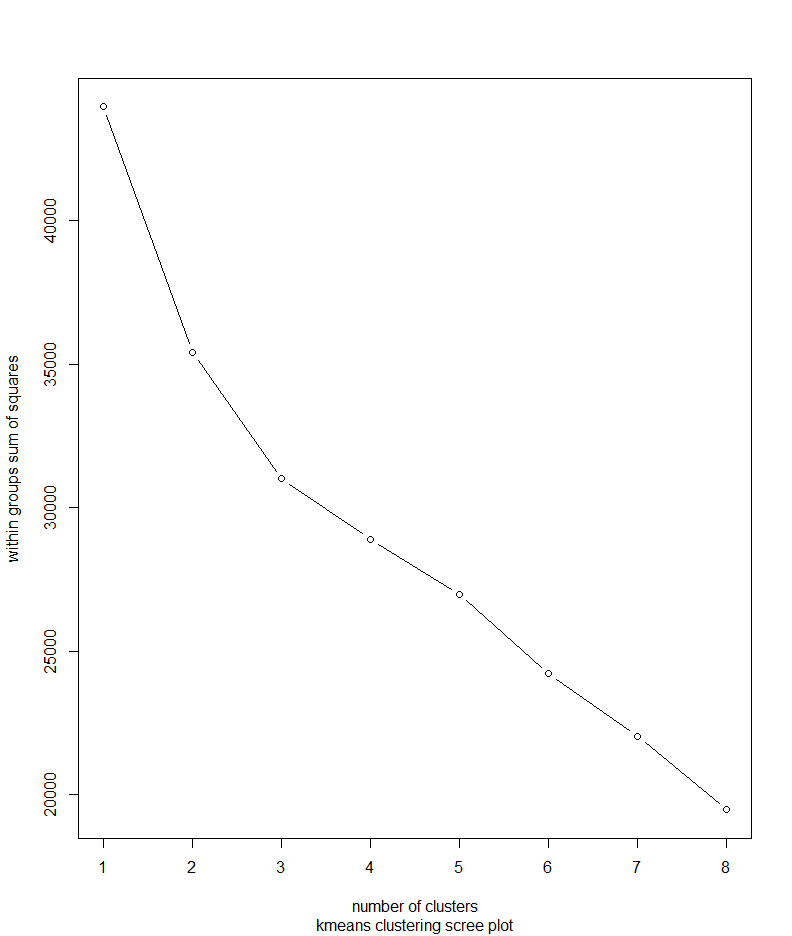 within groups sum of squares
40000
35000
30000
25000
20000
1 2 3 4 5 6 7 8
number of clusters
kmeans clustering scree plot